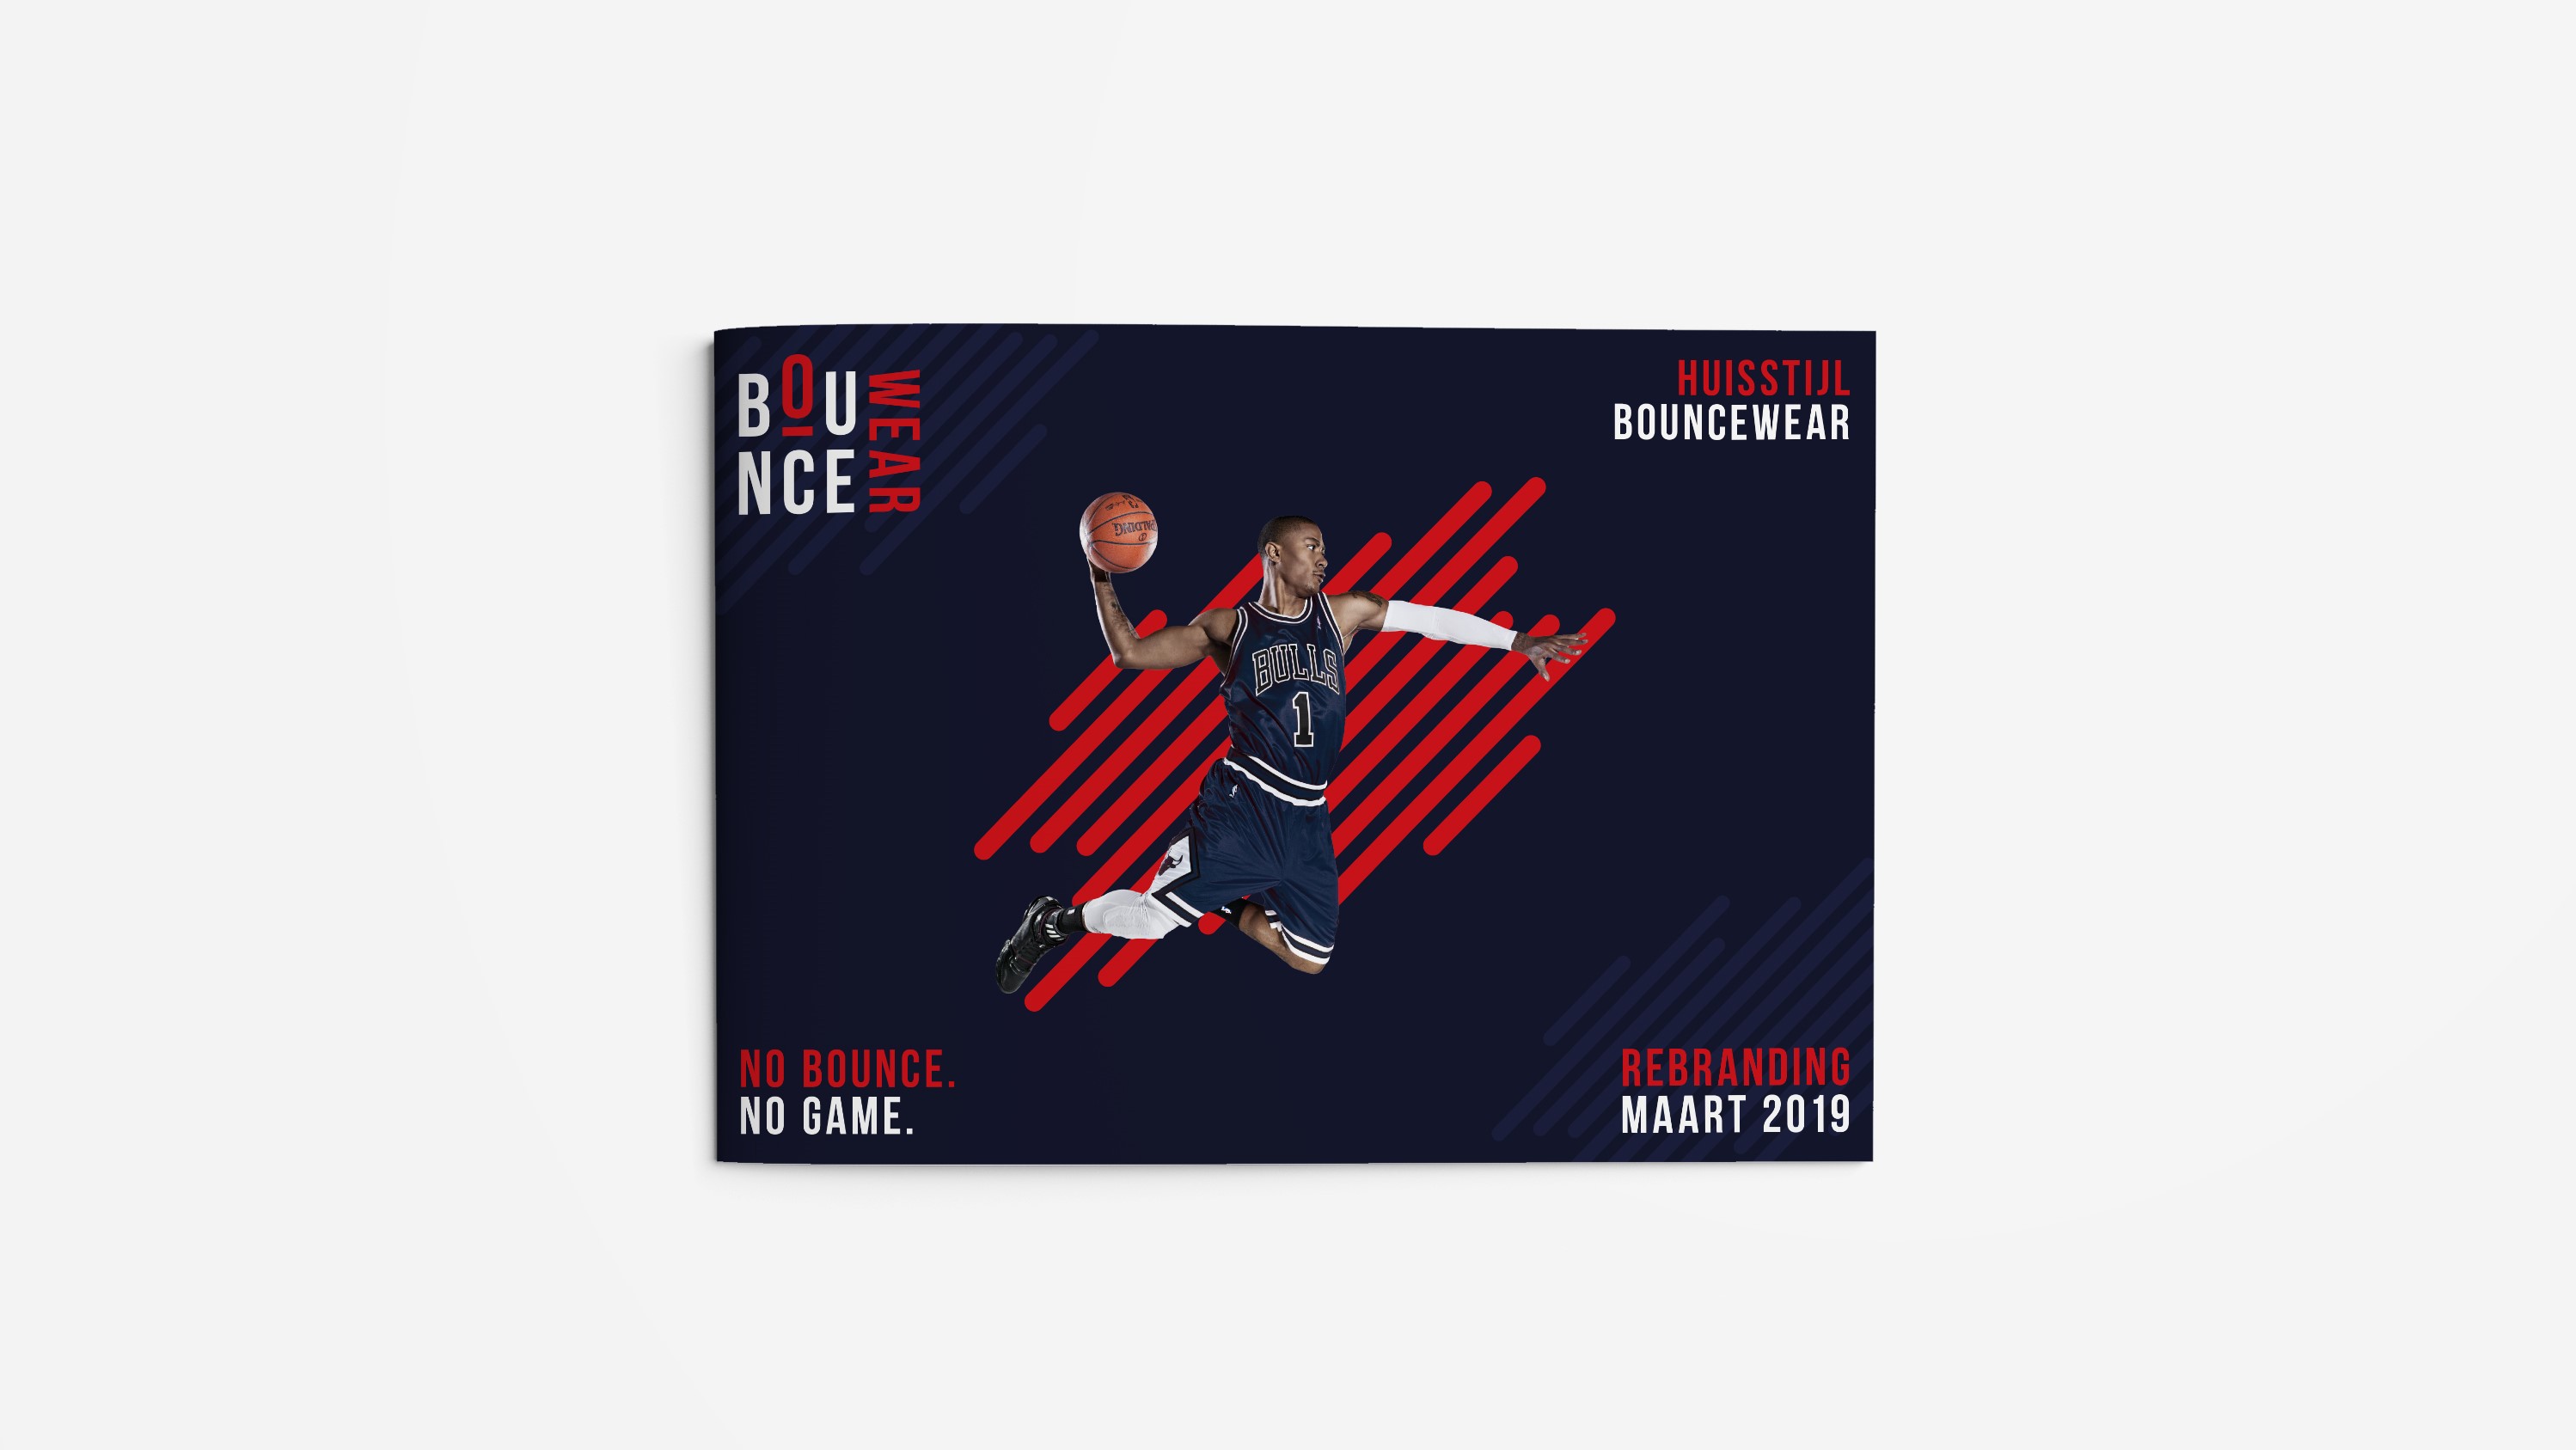 BOU
NCE
WEAR
HUISSTIJL
BOUNCEWEAR
SPALDING
BULLS
1
NO BOUNCE.
NO GAME.
REBRANDING
MAART 2019